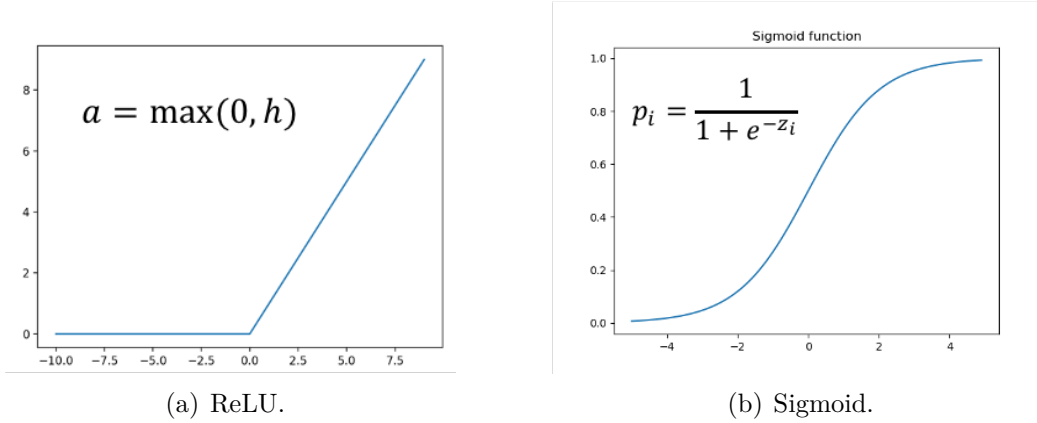 a = max(0, h)
8
6
4
2
0
−10.0 −7.5 −5.0 −2.5 0.0 2.5 5.0 7.5
(a) ReLU.
Sigmoid function
p_i = \frac{1}{1 + e^{-z_i}}
1.0
0.8
0.6
0.4
0.2
0.0
−4 −2 0 2 4
(b) Sigmoid.